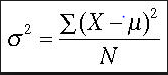 σ² = Σ(X − μ)² / N